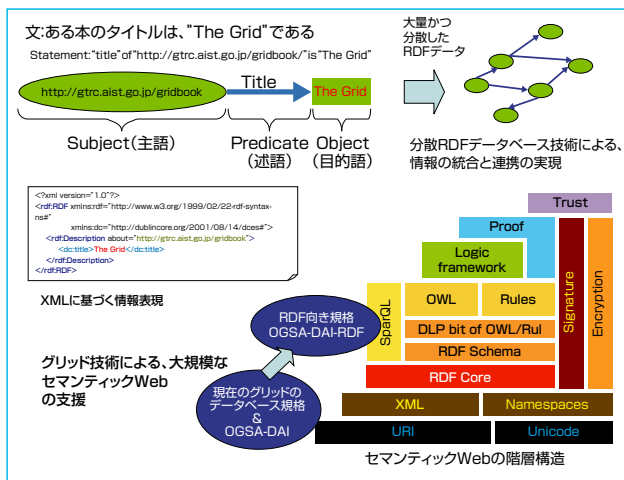 文:ある本のタイトルは、"The Grid"である
Statement:"title"of"http://gtrc.aist.go.jp/gridbook/"is"The Grid"
http://gtrc.aist.go.jp/gridbook
Title
The Grid
Subject(主語)
Predicate
(述語)
Object
(目的語)
大量かつ
分散した
RDFデータ
分散RDFデータベース技術による、
情報の統合と連携の実現
<?xml version="1.0"?>
<rdf:RDF xmlns:rdf="http://www.w3.org/1999/02/22-rdf-syntax-
ns#"
xmlns:dc="http://dublincore.org/2001/08/14/dces#">
<rdf:Description about="http://gtrc.aist.go.jp/gridbook">
<dc:title>The Grid</dc:title>
</rdf:Description>
</rdf:RDF>
XMLに基づく情報表現
RDF向き規格
OGSA-DAI-RDF
グリッド技術による、大規模な
セマンティックWeb
の支援
現在のグリッドの
データベース規格
&
OGSA-DAI
Trust
Proof
Logic
framework
Signature
Encryption
SparQL
OWL
Rules
DLP bit of OWL/Rul
RDF Schema
RDF Core
XML
Namespaces
URI
Unicode
セマンティックWebの階層構造